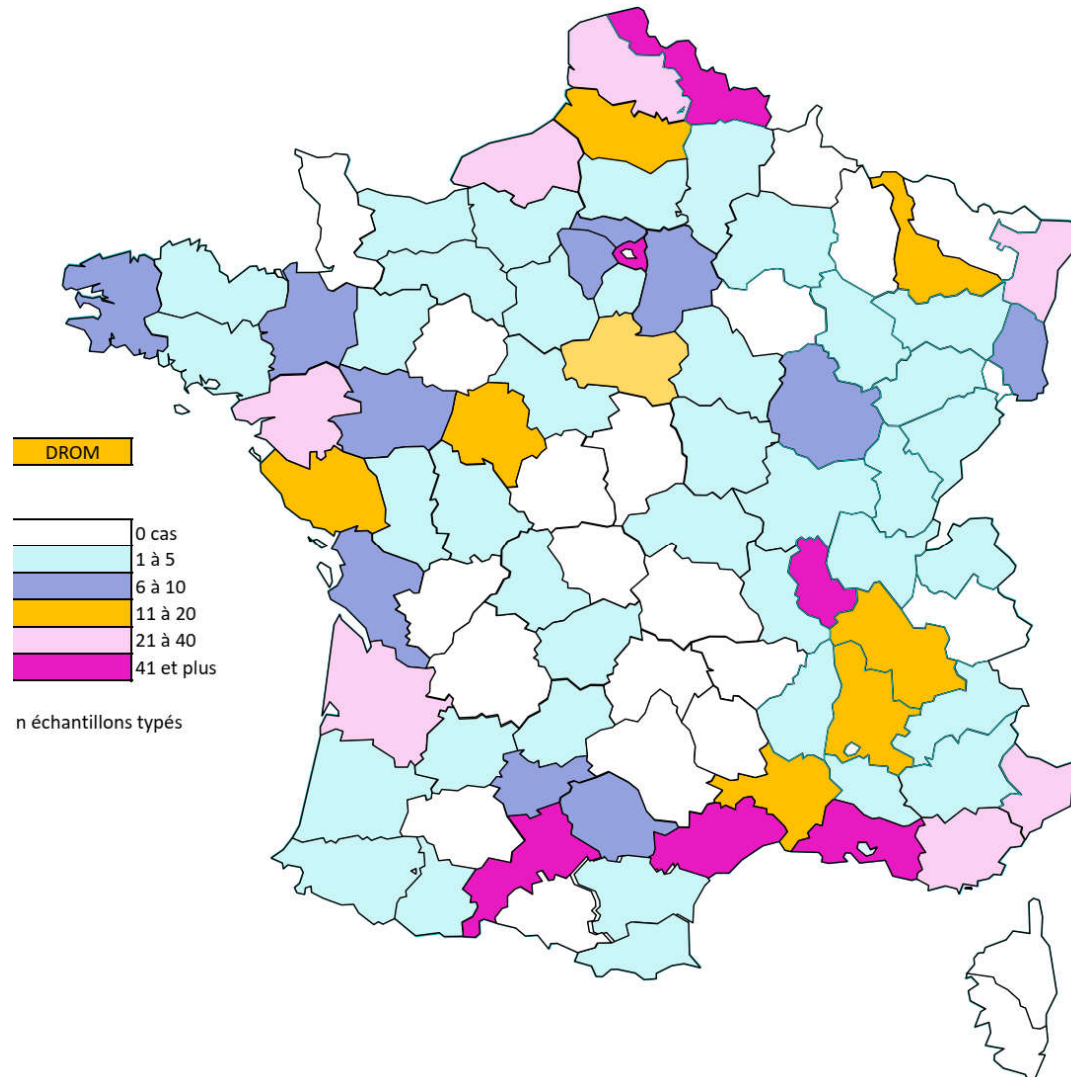 DROM
0 cas
1 à 5
6 à 10
11 à 20
21 à 40
41 et plus
n échantillons typés